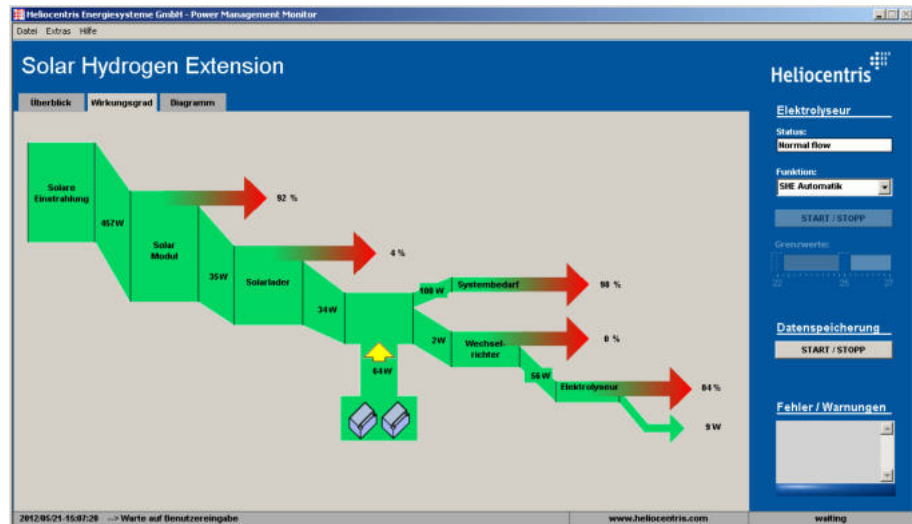 Heliocentris Energiesysteme GmbH - Power Management Monitor
Datei Extras Hilfe
Solar Hydrogen Extension
Heliocentris
Überblick Wirkungsgrad Diagramm
Elektrolyseur
Status:
Normal flow
Funktion:
SHE Automatik
START / STOPP
Grenzwerte:
22 25 27
Datenspeicherung
START / STOPP
Fehler / Warnungen
Solare
Einstrahlung
457W
92 %
Solar
Modul
35W
4 %
Solarlader
34W
100 W
Systembedarf
98 %
2W
Wechsel-
richter
0 %
64W
56 W
Elektrolyseur
84 %
9 W
2012/05/21-15:07:20 --> Warte auf Benutzereingabe
www.heliocentris.com
waiting